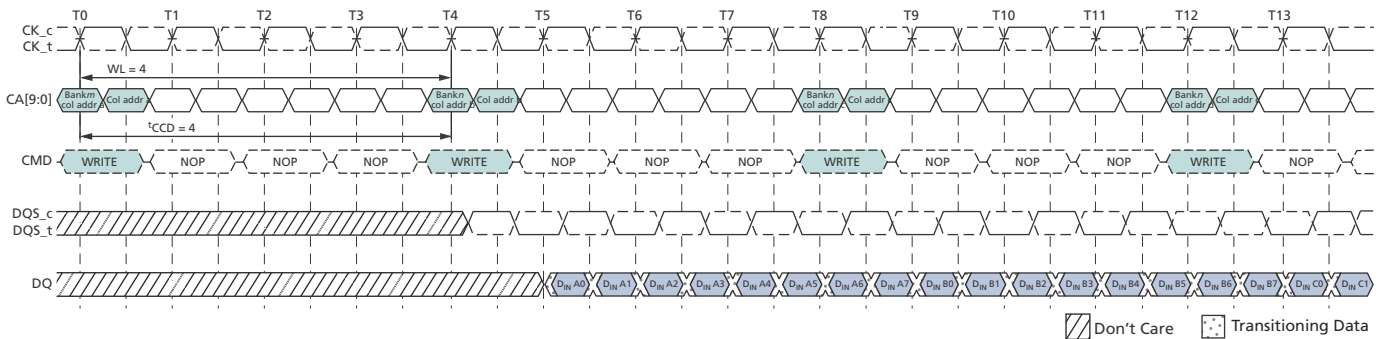 T0 T1 T2 T3 T4 T5 T6 T7 T8 T9 T10 T11 T12 T13
CK_c
CK_t
WL = 4
CA[9:0]
Bank n col addr a Col addr a Bank n col addr b Col addr b Bank n col addr c Col addr c Bank n col addr d Col addr d
tCCD = 4
CMD WRITE NOP NOP NOP WRITE NOP NOP NOP WRITE NOP NOP NOP WRITE NOP
DQS_c
DQS_t
DQ DIN A0 DIN A1 DIN A2 DIN A3 DIN A4 DIN A5 DIN A6 DIN A7 DIN B0 DIN B1 DIN B2 DIN B3 DIN B4 DIN B5 DIN B6 DIN B7 DIN C0 DIN C1
Don't Care Transitioning Data